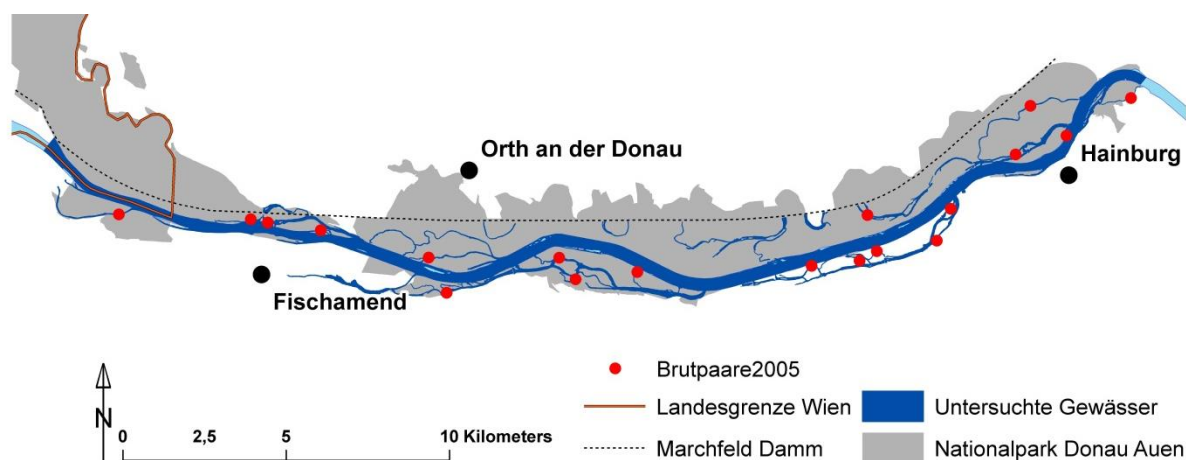 Orth an der Donau
Hainburg
Fischamend
N
0 2,5 5 10 Kilometers
Brutpaare2005
Landesgrenze Wien
Untersuchte Gewässer
Marchfeld Damm
Nationalpark Donau Auen